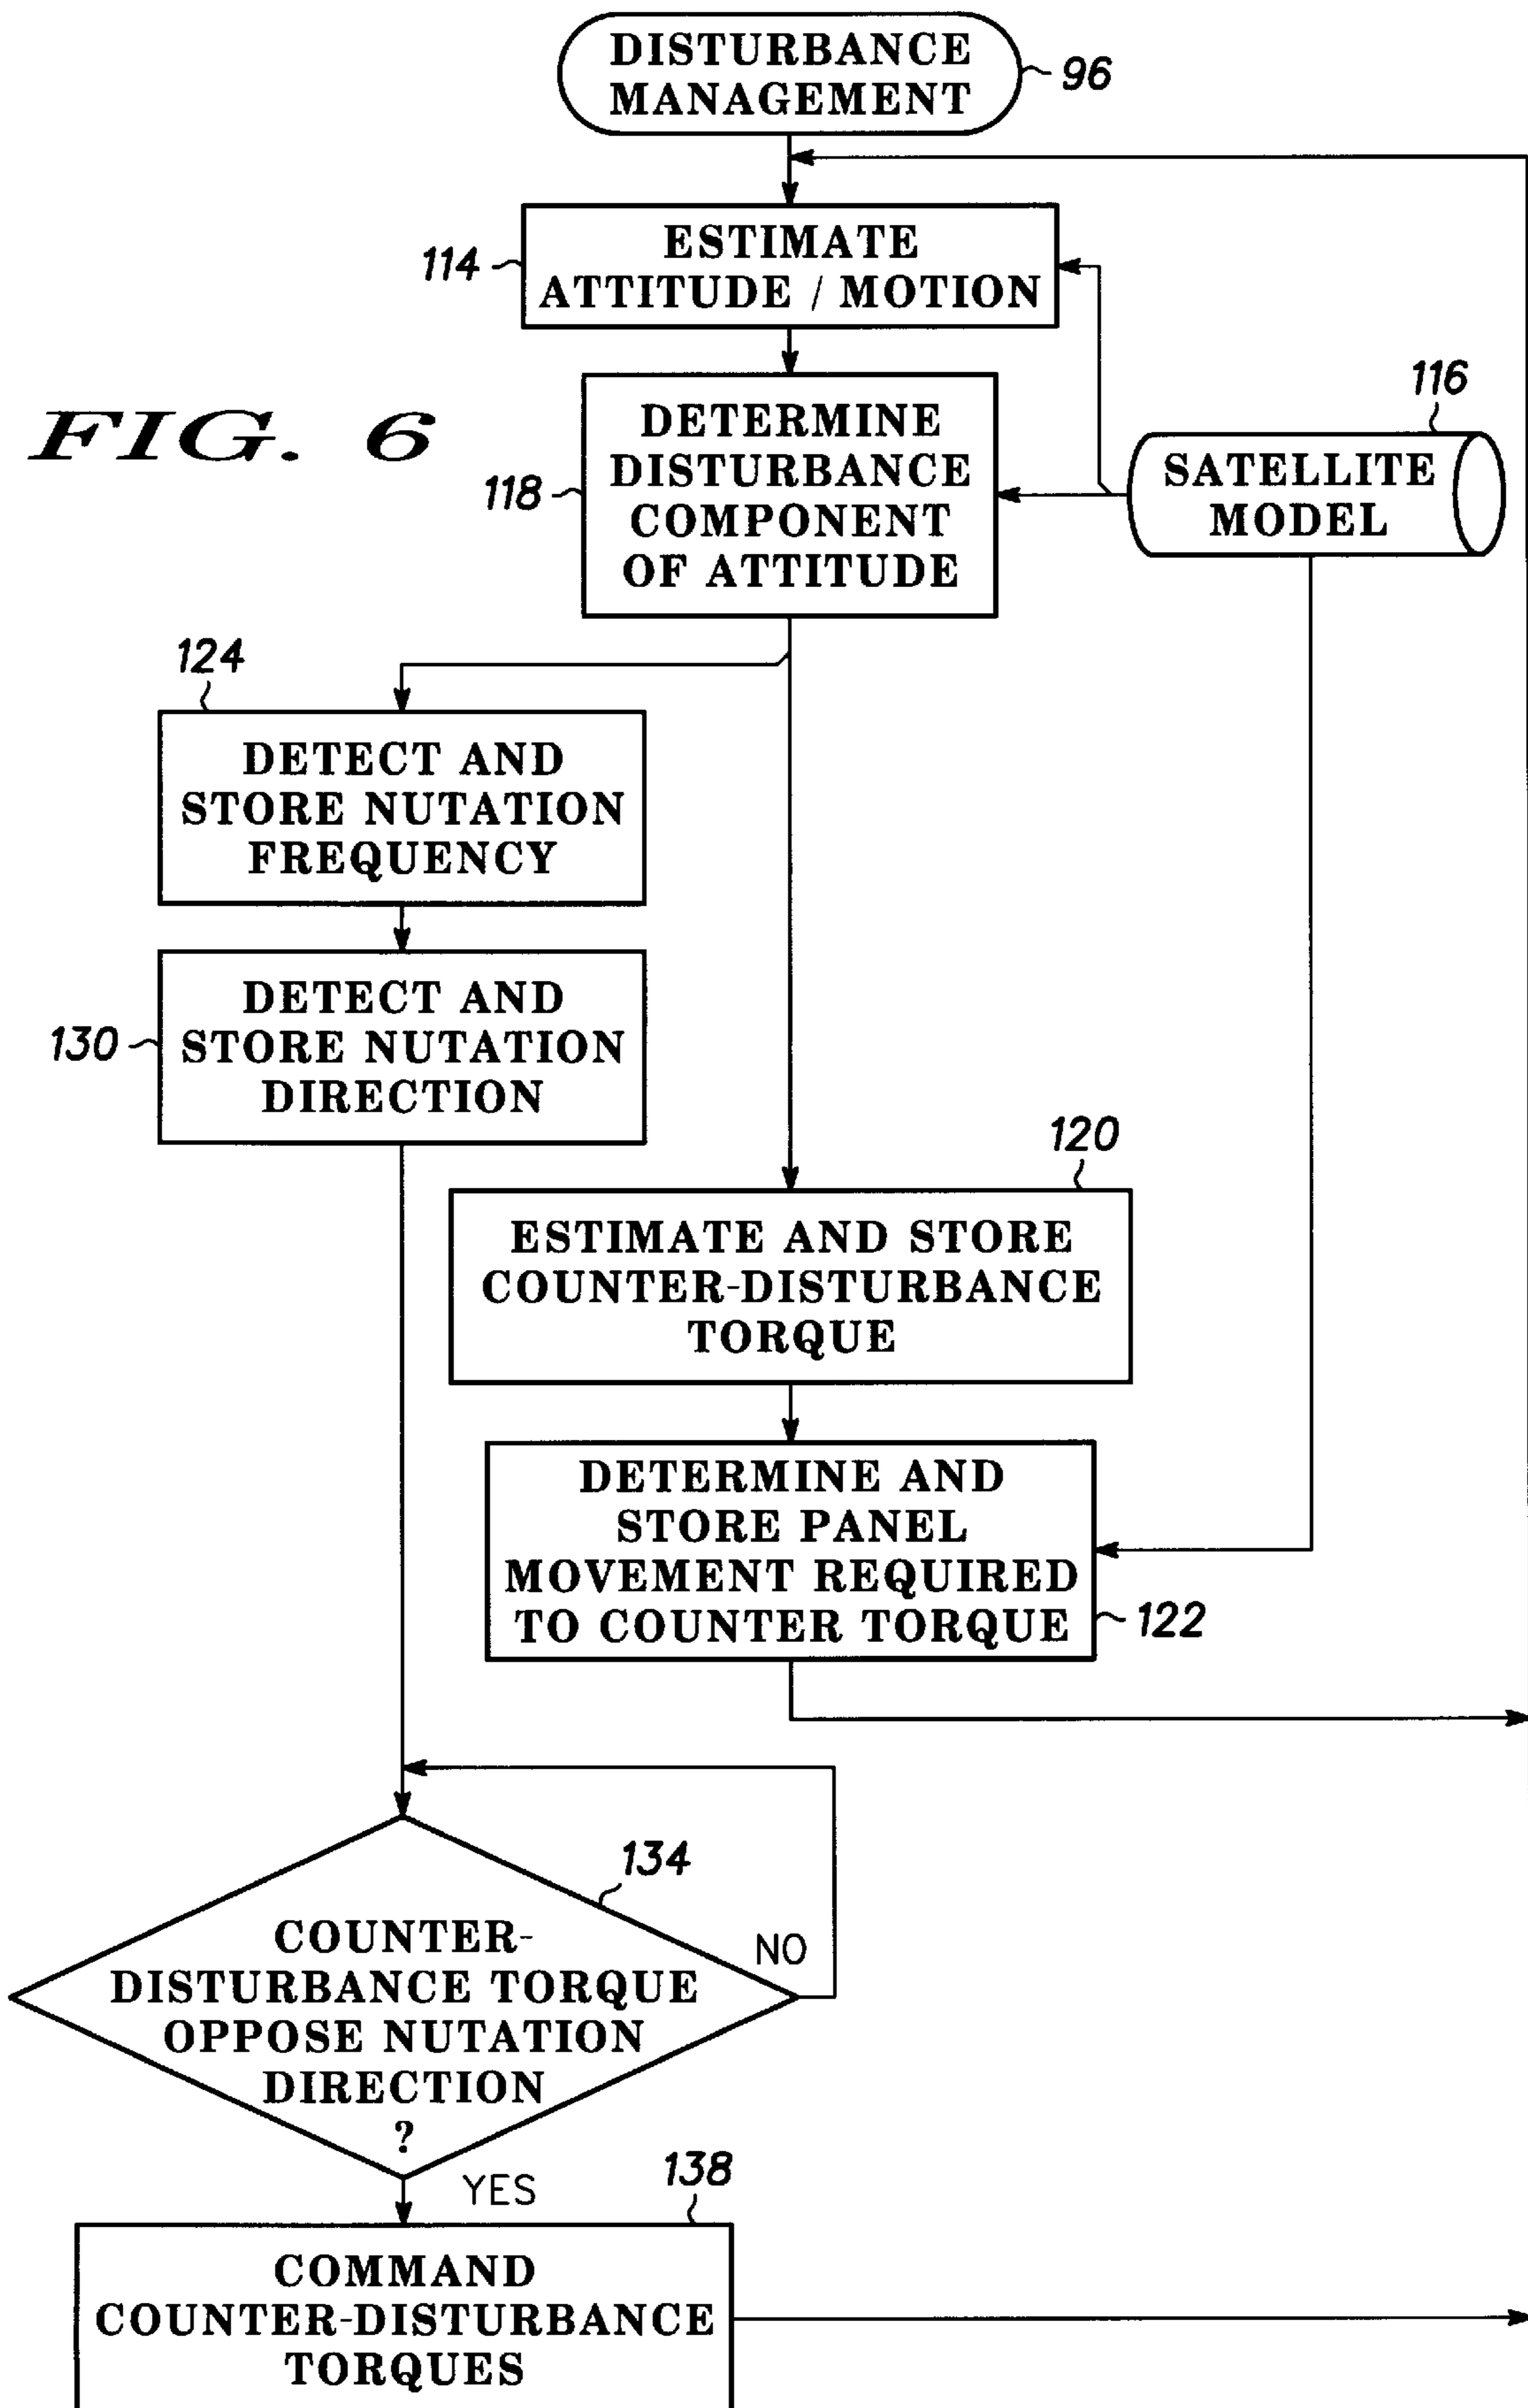 DISTURBANCE
MANAGEMENT
96
114
ESTIMATE
ATTITUDE / MOTION
FIG. 6
118
DETERMINE
DISTURBANCE
COMPONENT
OF ATTITUDE
116
SATELLITE
MODEL
124
DETECT AND
STORE NUTATION
FREQUENCY
130
DETECT AND
STORE NUTATION
DIRECTION
120
ESTIMATE AND STORE
COUNTER-DISTURBANCE
TORQUE
DETERMINE AND
STORE PANEL
MOVEMENT REQUIRED
TO COUNTER TORQUE
122
134
COUNTER-
DISTURBANCE TORQUE
OPPOSE NUTATION
DIRECTION
?
NO
YES
138
COMMAND
COUNTER-DISTURBANCE
TORQUES